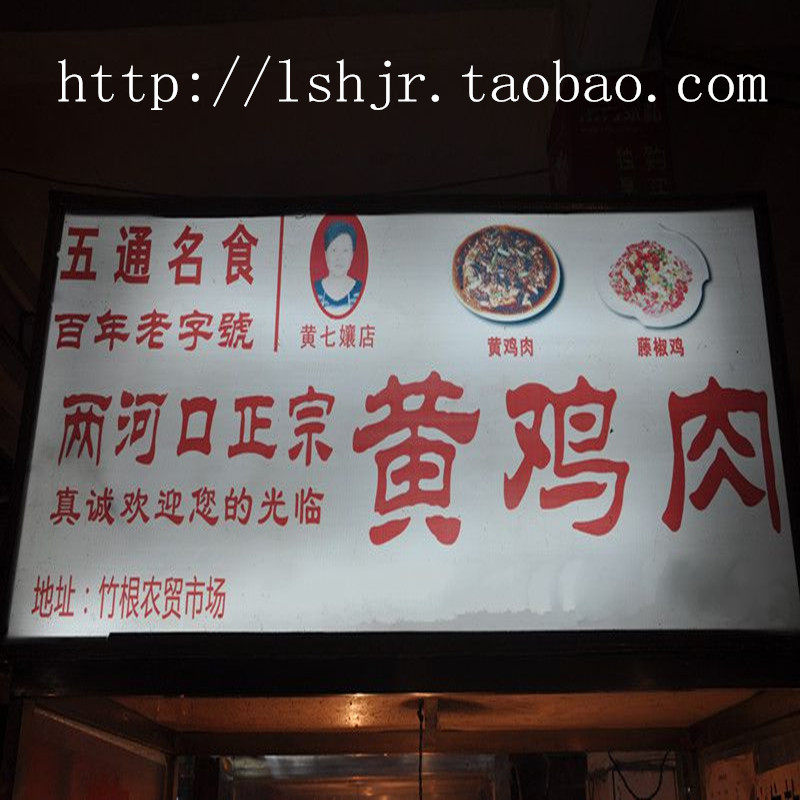 http://lshjr.taobao.com
五通名食
百年老字號
黄七孃店
黄鸡肉
藤椒鸡
两河口正宗
黄鸡肉
真诚欢迎您的光临
地址：竹根农贸市场